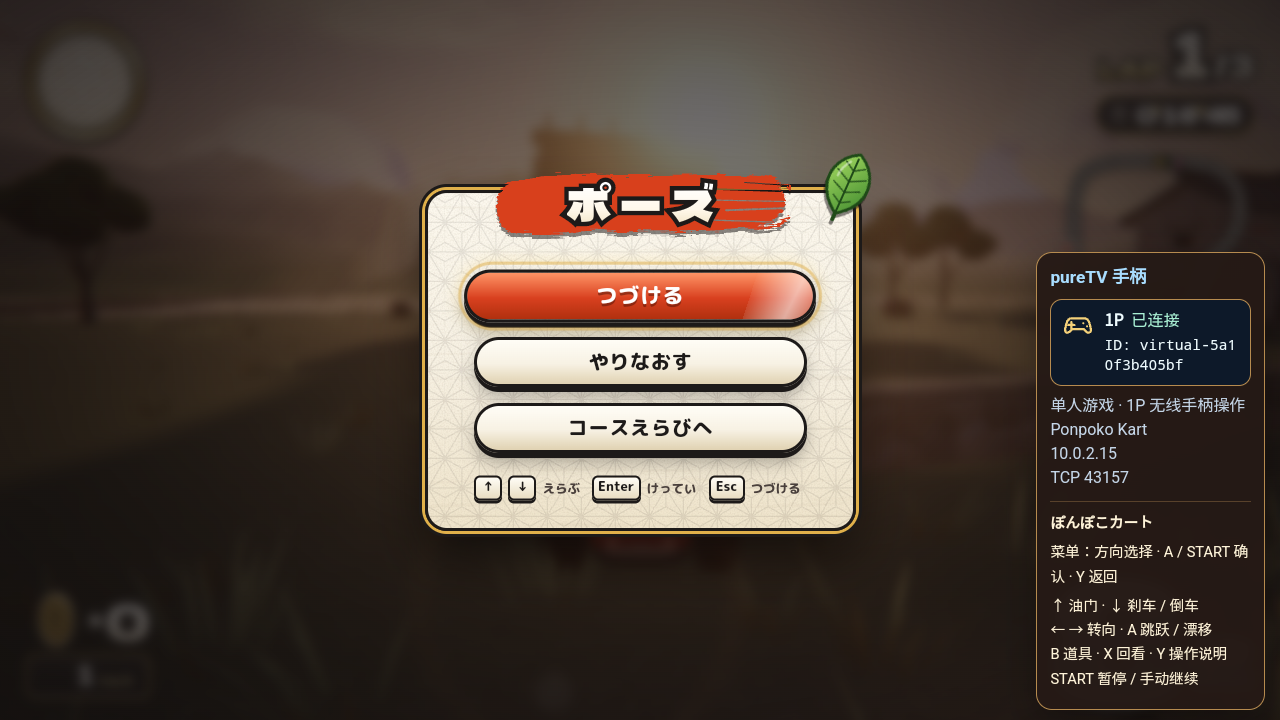 1
ポーズ
つづける
やりなおす
コースえらびへ
↑ ↓ えらぶ Enter けってい Esc つづける
pureTV 手柄
1P 已连接
ID: virtual-5a1
0f3b405bf
单人游戏 · 1P 无线手柄操作
Ponpoko Kart
10.0.2.15
TCP 43157
ぽんぽこカート
菜单：方向选择 · A / START 确
认 · Y 返回
↑ 油门 · ↓ 刹车 / 倒车
← → 转向 · A 跳跃 / 漂移
B 道具 · X 回看 · Y 操作说明
START 暂停 / 手动继续